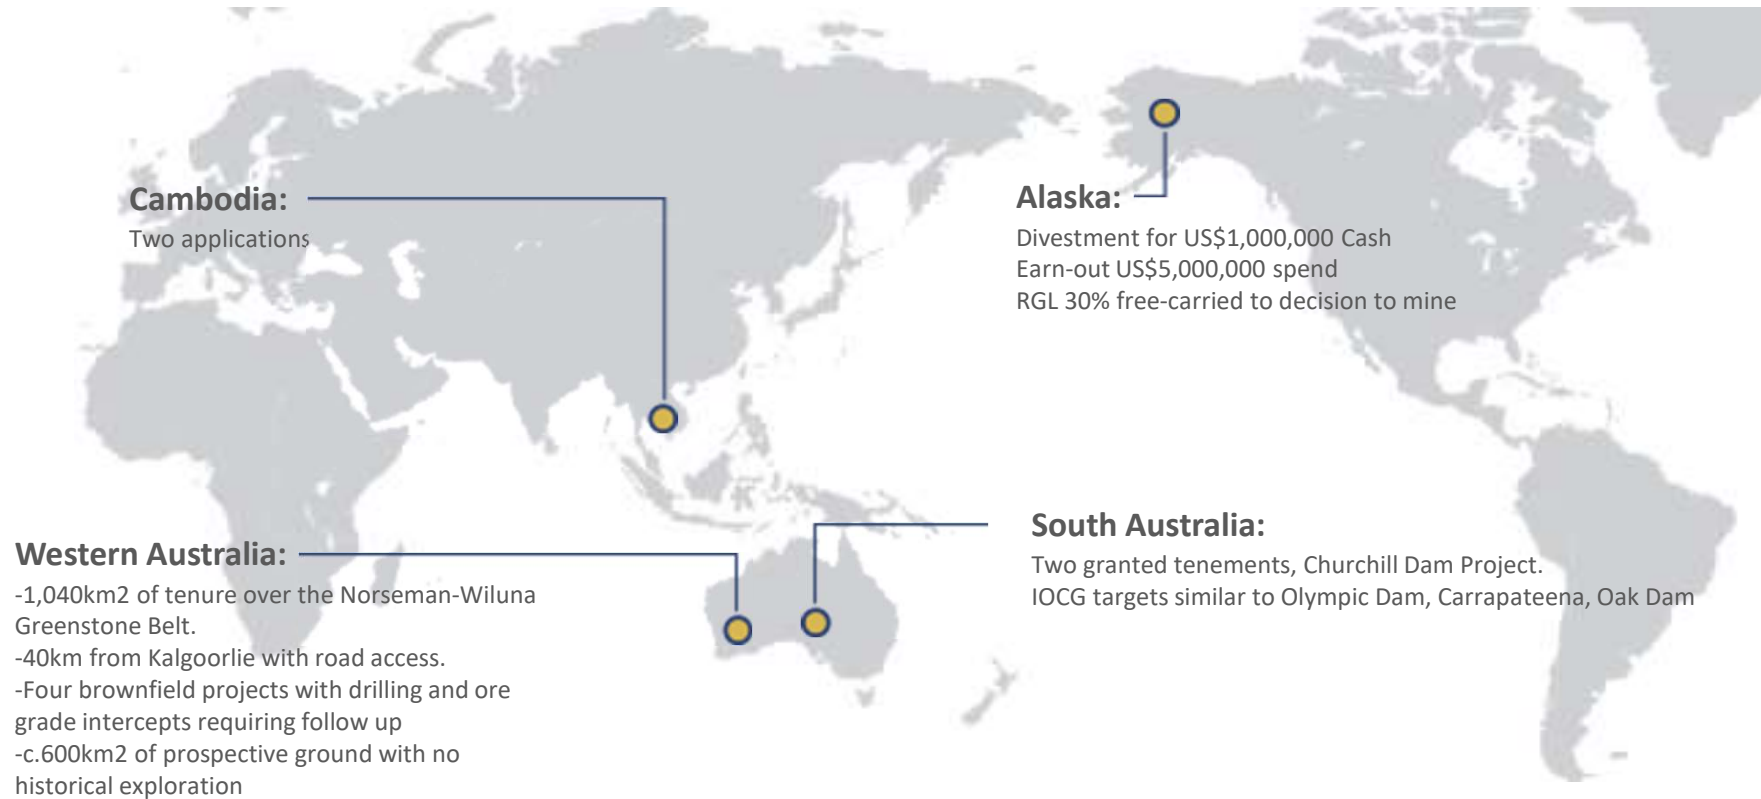 Cambodia:
Two applications
Alaska:
Divestment for US$1,000,000 Cash
Earn-out US$5,000,000 spend
RGL 30% free-carried to decision to mine
Western Australia:
-1,040km2 of tenure over the Norseman-Wiluna
Greenstone Belt.
-40km from Kalgoorlie with road access.
-Four brownfield projects with drilling and ore
grade intercepts requiring follow up
-c.600km2 of prospective ground with no
historical exploration
South Australia:
Two granted tenements, Churchill Dam Project.
IOCG targets similar to Olympic Dam, Carrapateena, Oak Dam